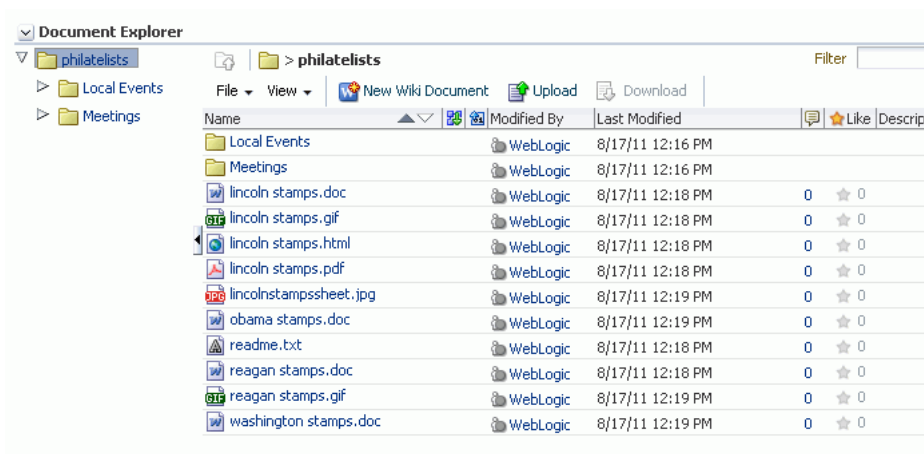 Document Explorer
philatelists
Local Events
Meetings
> philatelists
Filter
File View New Wiki Document Upload Download
Name Modified By Last Modified Like Descrip
Local Events WebLogic 8/17/11 12:16 PM
Meetings WebLogic 8/17/11 12:16 PM
lincoln stamps.doc WebLogic 8/17/11 12:18 PM 0 0
lincoln stamps.gif WebLogic 8/17/11 12:18 PM 0 0
lincoln stamps.html WebLogic 8/17/11 12:18 PM 0 0
lincoln stamps.pdf WebLogic 8/17/11 12:18 PM 0 0
lincolnstampssheet.jpg WebLogic 8/17/11 12:19 PM 0 0
obama stamps.doc WebLogic 8/17/11 12:19 PM 0 0
readme.txt WebLogic 8/17/11 12:18 PM 0 0
reagan stamps.doc WebLogic 8/17/11 12:18 PM 0 0
reagan stamps.gif WebLogic 8/17/11 12:19 PM 0 0
washington stamps.doc WebLogic 8/17/11 12:19 PM 0 0